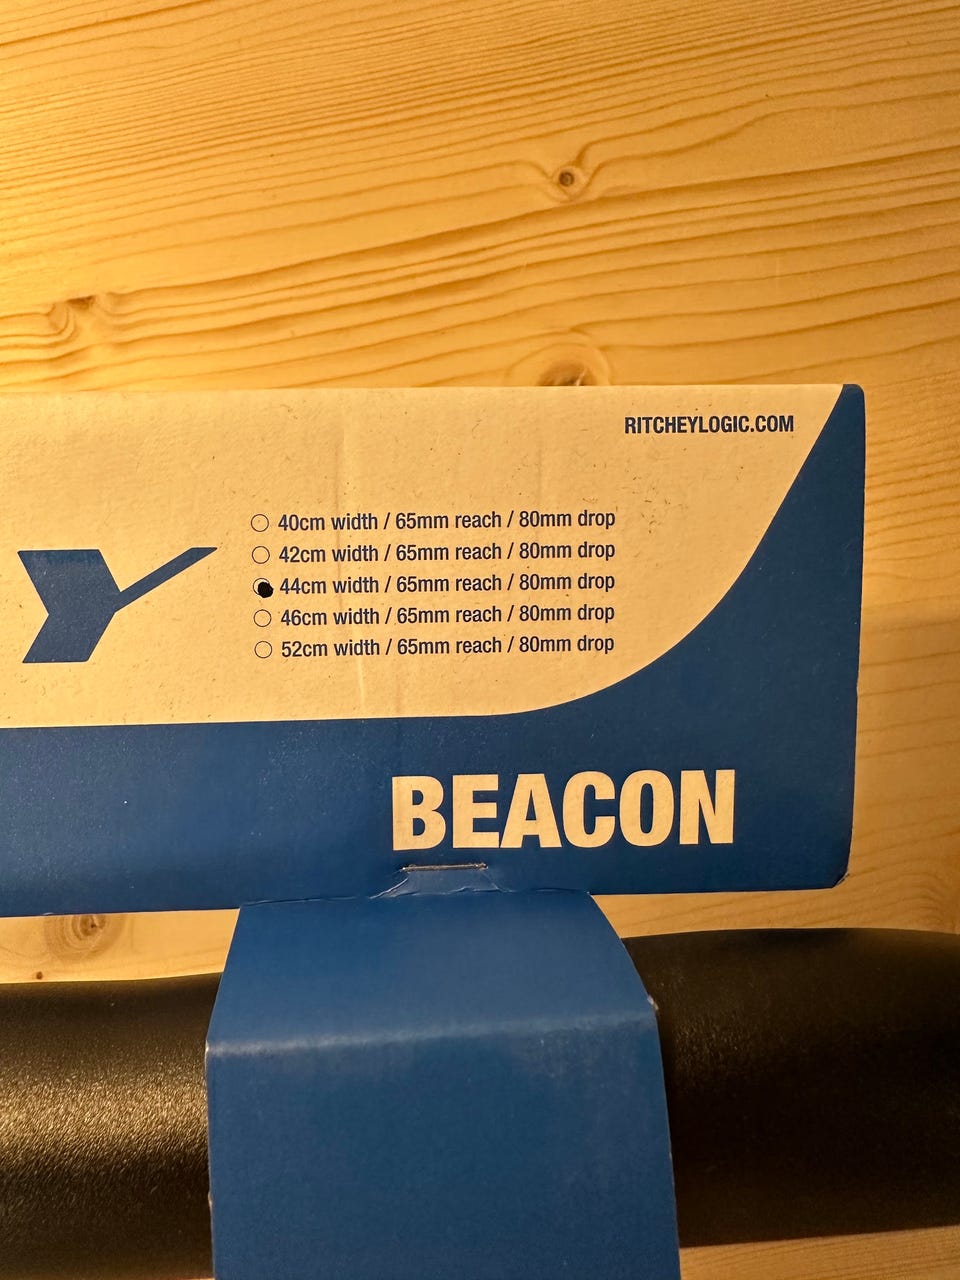 RITCHEYLOGIC.COM
40cm width / 65mm reach / 80mm drop
42cm width / 65mm reach / 80mm drop
44cm width / 65mm reach / 80mm drop
46cm width / 65mm reach / 80mm drop
52cm width / 65mm reach / 80mm drop
Y
BEACON